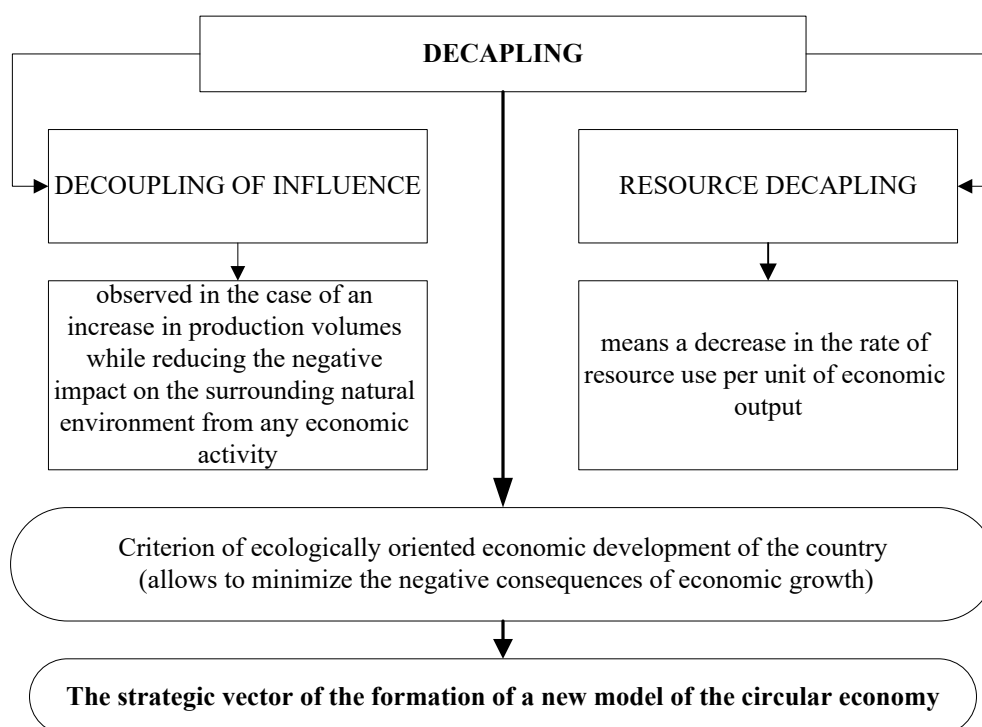 DECAPLING
DECOUPLING OF INFLUENCE
observed in the case of an
increase in production volumes
while reducing the negative
impact on the surrounding natural
environment from any economic
activity
RESOURCE DECAPLING
means a decrease in the rate of
resource use per unit of economic
output
Criterion of ecologically oriented economic development of the country
(allows to minimize the negative consequences of economic growth)
The strategic vector of the formation of a new model of the circular economy